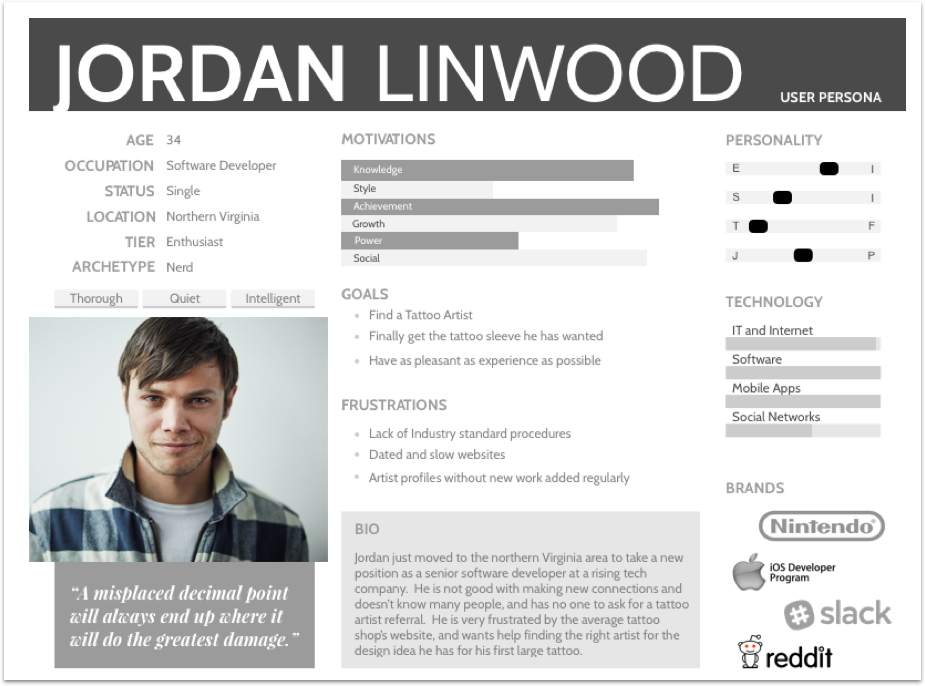 JORDAN LINWOOD
USER PERSONA
AGE 34
OCCUPATION Software Developer
STATUS Single
LOCATION Northern Virginia
TIER Enthusiast
ARCHETYPE Nerd
Thorough Quiet Intelligent
“A misplaced decimal point
will always end up where it
will do the greatest damage.”
MOTIVATIONS
Knowledge
Style
Achievement
Growth
Power
Social
GOALS
Find a Tattoo Artist
Finally get the tattoo sleeve he has wanted
Have as pleasant as experience as possible
FRUSTRATIONS
Lack of Industry standard procedures
Dated and slow websites
Artist profiles without new work added regularly
BIO
Jordan just moved to the northern Virginia area to take a new
position as a senior software developer at a rising tech
company. He is not good with making new connections and
doesn't know many people, and has no one to ask for a tattoo
artist referral. He is very frustrated by the average tattoo
shop's website, and wants help finding the right artist for the
design idea he has for his first large tattoo.
PERSONALITY
E I
S I
T F
J P
TECHNOLOGY
IT and Internet
Software
Mobile Apps
Social Networks
BRANDS
Nintendo
iOS Developer
Program
slack
reddit